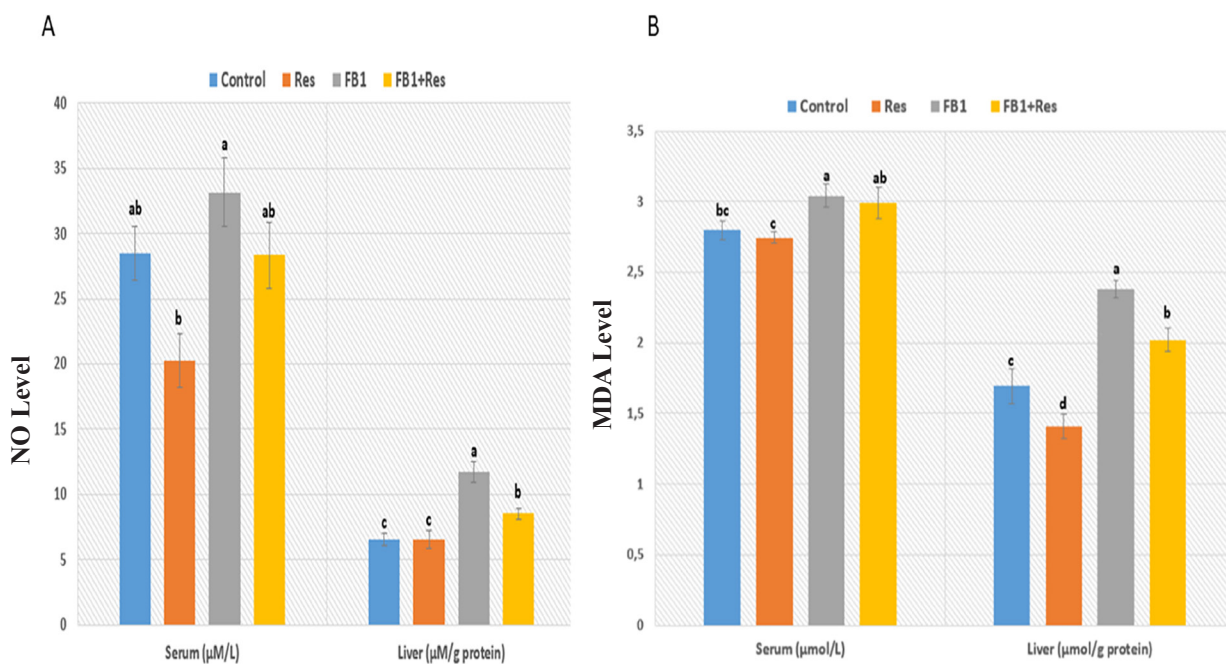 A
Control Res FB1 FB1+Res
NO Level
40
35
30
25
20
15
10
5
0
ab
b
a
ab
c
c
a
b
Serum (µM/L)
Liver (µM/g protein)
B
Control Res FB1 FB1+Res
MDA Level
3,5
3
2,5
2
1,5
1
0,5
0
bc
c
a
ab
c
d
a
b
Serum (µmol/L)
Liver (µmol/g protein)